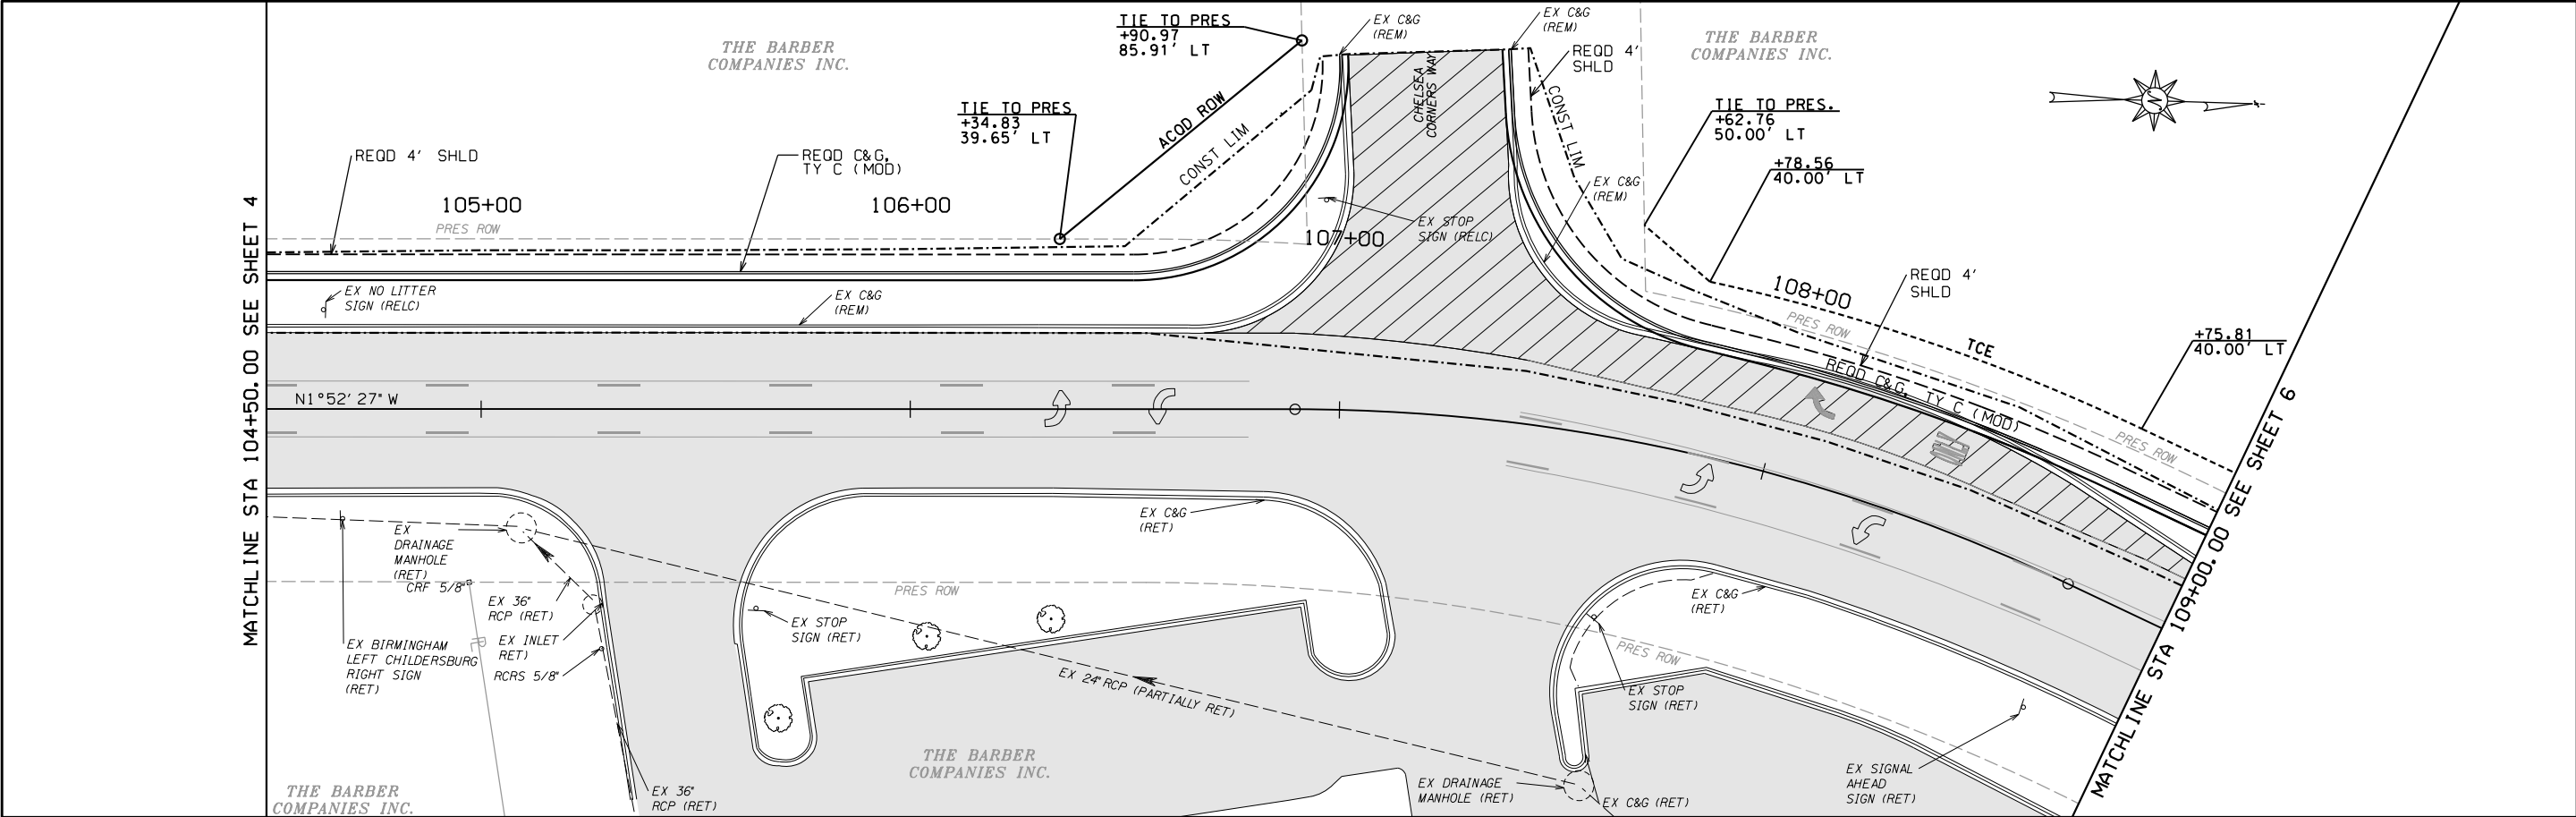 TIE TO PRES
+90.97
85.91' LT
EX C&G
(REM)
EX C&G
(REM)
THE BARBER
COMPANIES INC.
REQD 4'
SHLD
THE BARBER
COMPANIES INC.
CHELSEA
CORNERS WAY
TIE TO PRES
+34.83
39.65' LT
ACQD ROW
CONST LIM
CONST LIM
TIE TO PRES.
+62.76
50.00' LT
N
+78.56
40.00' LT
REQD 4' SHLD
REQD C&G,
TY C (MOD)
EX C&G
(REM)
105+00
106+00
107+00
EX STOP
SIGN (RELC)
PRES ROW
108+00
REQD 4'
SHLD
PRES ROW
TCE
+75.81
40.00' LT
EX NO LITTER
SIGN (RELC)
EX C&G
(REM)
REQD C&G, TY C (MOD)
PRES ROW
N1°52'27"W
MATCHLINE STA 104+50.00 SEE SHEET 4
MATCHLINE STA 109+00.00 SEE SHEET 6
EX
DRAINAGE
MANHOLE
(RET)
CRF 5/8"
EX 36"
RCP (RET)
EX INLET
RET)
RCRS 5/8"
EX BIRMINGHAM
LEFT CHILDERSBURG
RIGHT SIGN
(RET)
PL
EX STOP
SIGN (RET)
PRES ROW
EX C&G
(RET)
EX 24"RCP (PARTIALLY RET)
EX C&G
(RET)
PRES ROW
EX STOP
SIGN (RET)
THE BARBER
COMPANIES INC.
THE BARBER
COMPANIES INC.
EX 36"
RCP (RET)
EX DRAINAGE
MANHOLE (RET)
EX C&G (RET)
EX SIGNAL
AHEAD
SIGN (RET)